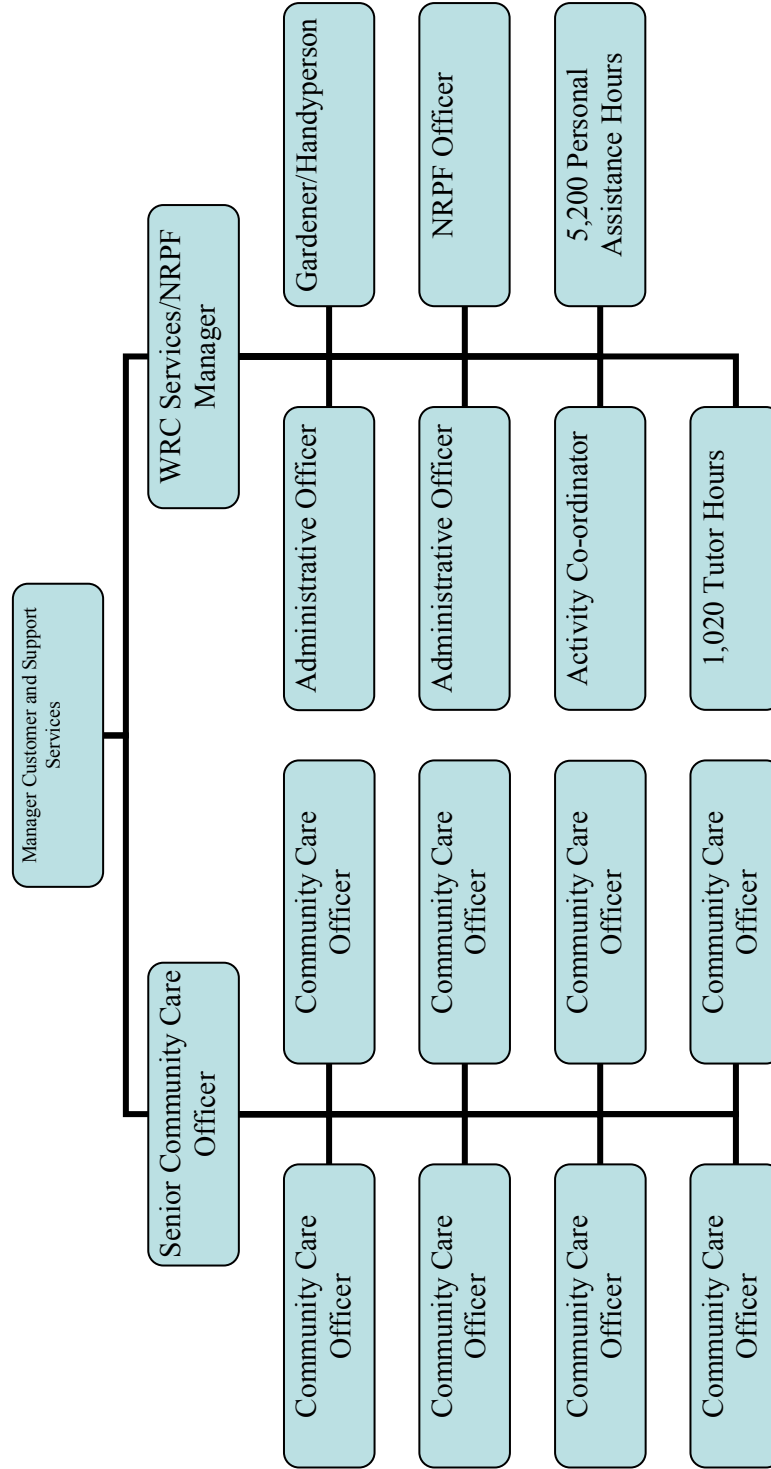 Manager Customer and Support
Services
Senior Community Care
Officer
WRC Services/NRPF
Manager
Community Care
Officer
Community Care
Officer
Administrative Officer
Gardener/Handyperson
Community Care
Officer
Community Care
Officer
Administrative Officer
NRPF Officer
Community Care
Officer
Community Care
Officer
Activity Co-ordinator
5,200 Personal
Assistance Hours
Community Care
Officer
Community Care
Officer
1,020 Tutor Hours